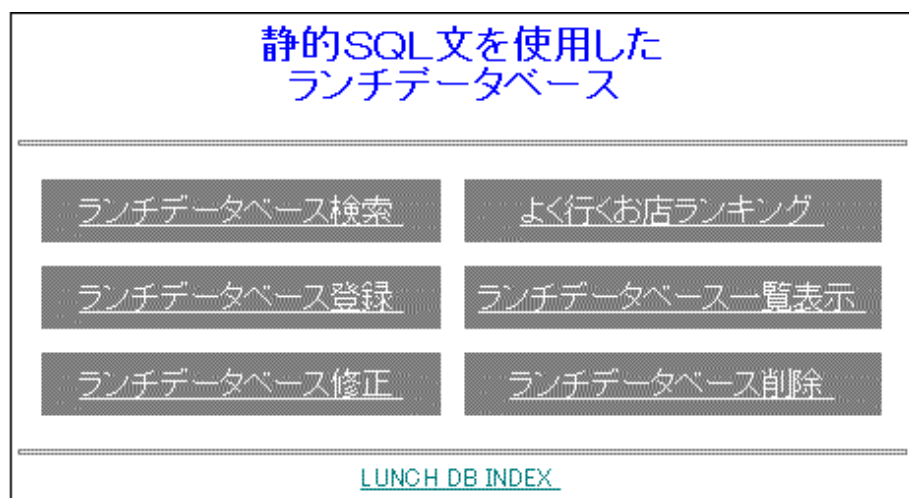 静的SQL文を使用した
ランチデータベース
ランチデータベース検索
よく行くお店ランキング
ランチデータベース登録
ランチデータベース一覧表示
ランチデータベース修正
ランチデータベース削除
LUNCH DB INDEX